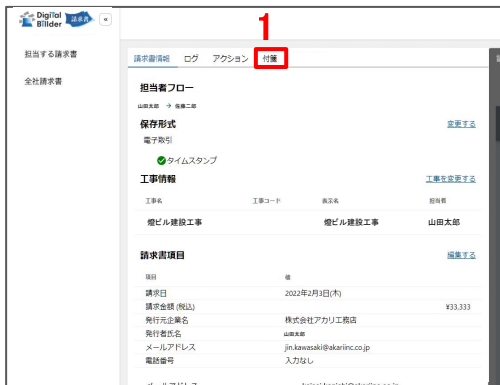 Digital Billder 請求書 «
1
担当する請求書
全社請求書
請求書情報 ログ アクション 付箋
担当者フロー
山田太郎 → 佐藤二郎
保存形式 変更する
電子取引
タイムスタンプ
工事情報 工事を変更する
工事名 工事コード 表示名 担当者
燈ビル建設工事 燈ビル建設工事 山田太郎
請求書項目 編集する
項目 値
請求日 2022年2月3日(木)
請求金額 (税込) ¥33,333
発行元企業名 株式会社アカリ工務店
発行者氏名 山田太郎
メールアドレス jin.kawasaki@akariinc.co.jp
電話番号 入力なし